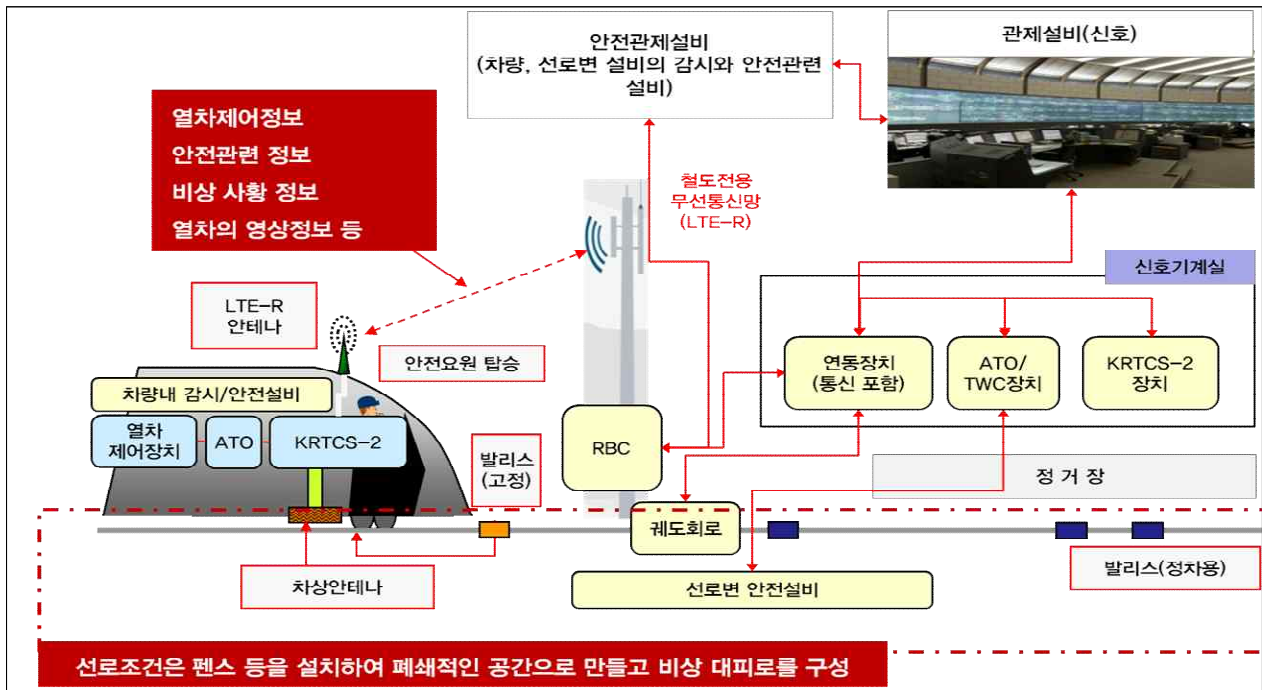 안전관제설비
(차량, 선로변 설비의 감시와 안전관련
설비)
관제설비(신호)
열차제어정보
안전관련 정보
비상 사황 정보
열차의 영상정보 등
철도전용
무선통신망
(LTE-R)
신호기계실
LTE-R
안테나
안전요원 탑승
연동장치
(통신 포함)
ATO/
TWC장치
KRTCS-2
장치
차량내 감시/안전설비
열차
제어장치
ATO
KRTCS-2
발리스
(고정)
RBC
정 거 장
궤도회로
차상안테나
선로변 안전설비
발리스(정차용)
선로조건은 펜스 등을 설치하여 폐쇄적인 공간으로 만들고 비상 대피로를 구성